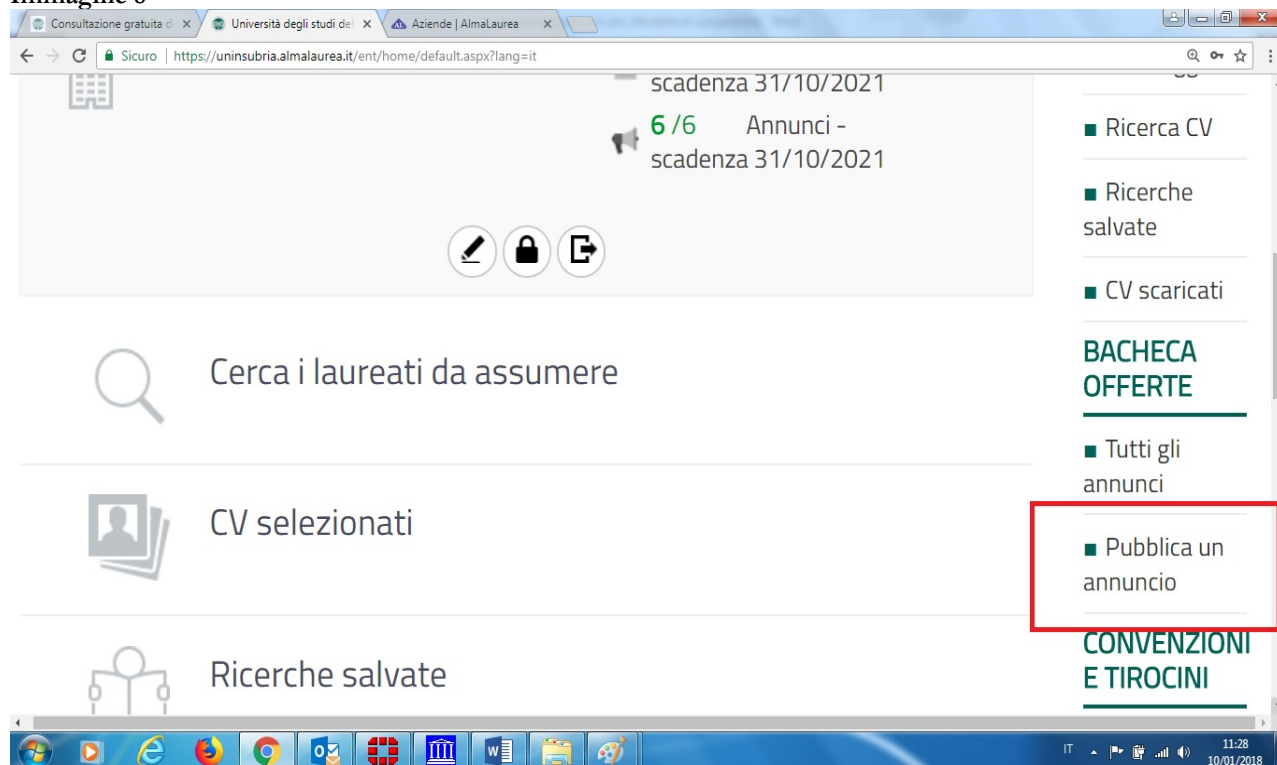 Consultazione gratuita d
Università degli studi del
Aziende | AlmaLaurea
Sicuro
https://uninsubria.almalaurea.it/ent/home/default.aspx?lang=it
scadenza 31/10/2021
6/6 Annunci -
scadenza 31/10/2021
Cerca i laureati da assumere
CV selezionati
Ricerche salvate
Ricerca CV
Ricerche
salvate
CV scaricati
BACHECA
OFFERTE
Tutti gli
annunci
Pubblica un
annuncio
CONVENZIONI
E TIROCINI
IT
11:28
10/01/2018